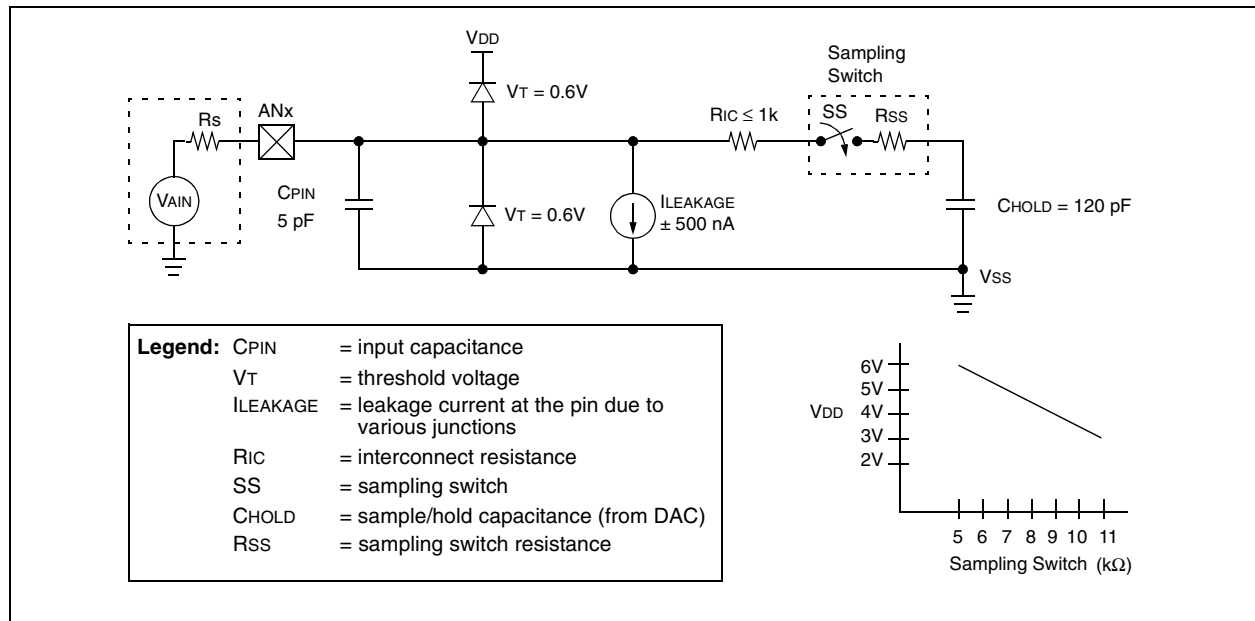 VDD
Sampling
Switch
VT = 0.6V
ANx
RS
RIC ≤ 1k
SS
RSS
VAIN
CPIN
5 pF
VT = 0.6V
ILEAKAGE
± 500 nA
CHOLD = 120 pF
VSS
Legend: CPIN = input capacitance
VT = threshold voltage
ILEAKAGE = leakage current at the pin due to
various junctions
RIC = interconnect resistance
SS = sampling switch
CHOLD = sample/hold capacitance (from DAC)
RSS = sampling switch resistance
6V
5V
VDD 4V
3V
2V
5 6 7 8 9 10 11
Sampling Switch (kΩ)